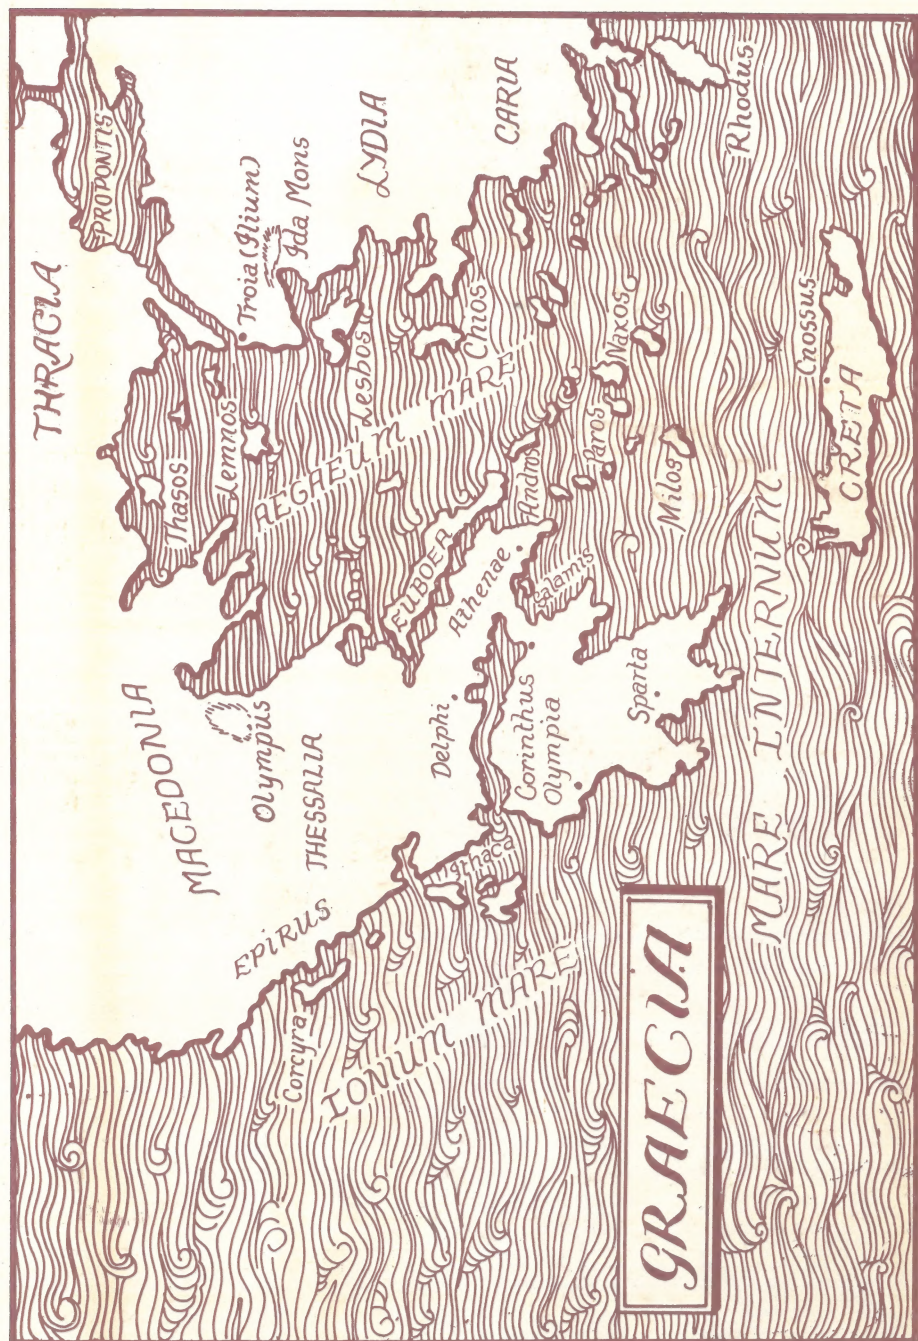 THRACIA
PROPONTIS
MACEDONIA
Thasos
Lemnos
Olympus
Troia (Ilium)
Ida Mons
EPIRUS
THESSALIA
Corcyra
AEGAEUM MARE
Lesbos
LYDIA
IONIUM MARE
EUBOEA
Delphi
Ithaca
Athenae
Chios
CARIA
Corinthus
Olympia
Andros
Salamis
Paros
Naxos
Sparta
Milos
GRAECIA
Rhodus
MARE INTERNUM
Cnossus
CRETA